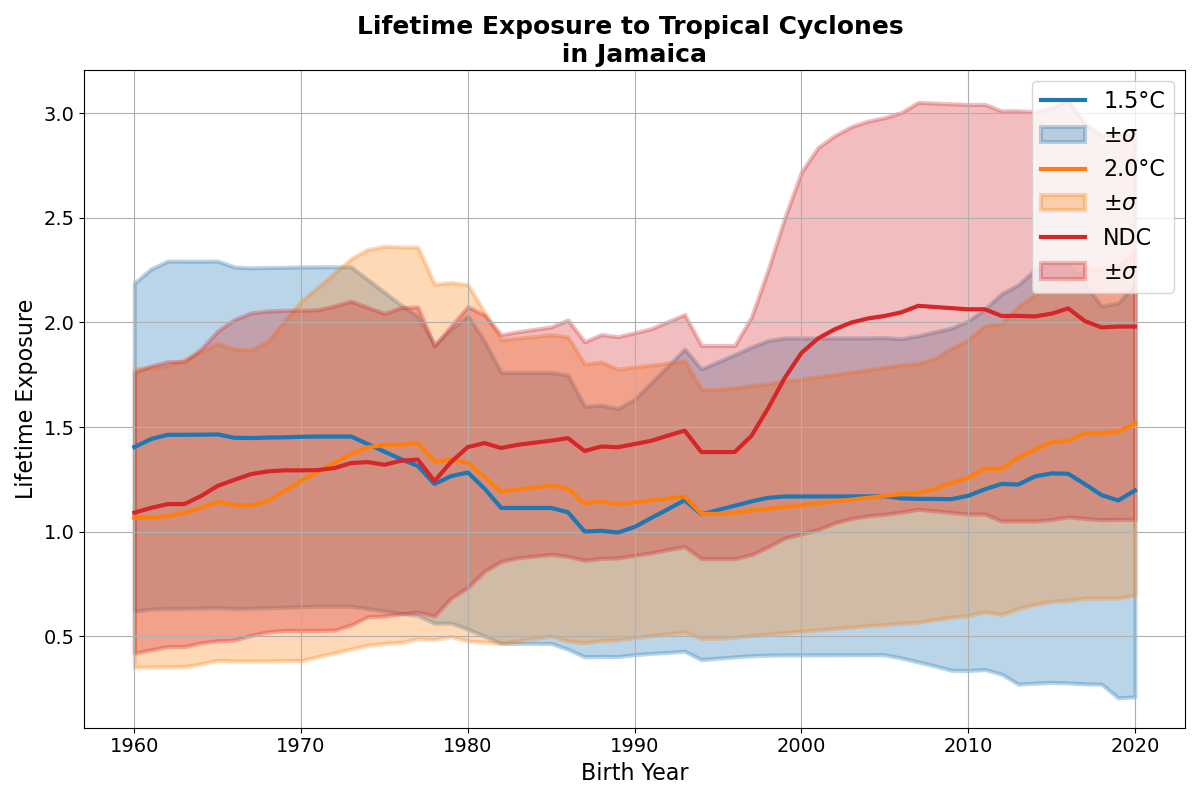 Lifetime Exposure to Tropical Cyclones
in Jamaica
3.0
2.5
2.0
1.5
1.0
0.5
Lifetime Exposure
1960
1970
1980
1990
2000
2010
2020
Birth Year
1.5°C
±σ
2.0°C
±σ
NDC
±σ